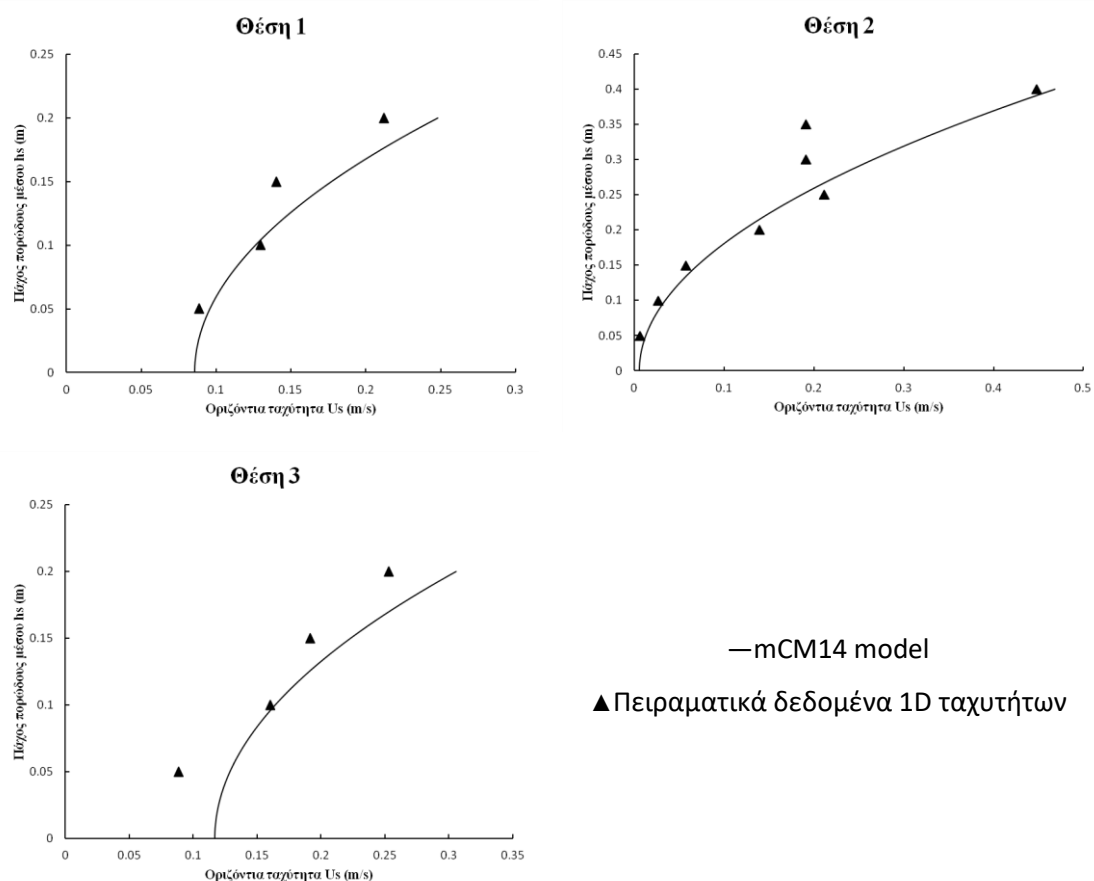 Θέση 1
Πάχος πορώδους μέσου hs (m)
0.25
0.2
0.15
0.1
0.05
0
0 0.05 0.1 0.15 0.2 0.25 0.3
Οριζόντια ταχύτητα Us (m/s)
Θέση 2
Πάχος πορώδους μέσου hs (m)
0.45
0.4
0.35
0.3
0.25
0.2
0.15
0.1
0.05
0
0 0.1 0.2 0.3 0.4 0.5
Οριζόντια ταχύτητα Us (m/s)
Θέση 3
Πάχος πορώδους μέσου hs (m)
0.25
0.2
0.15
0.1
0.05
0
0 0.05 0.1 0.15 0.2 0.25 0.3 0.35
Οριζόντια ταχύτητα Us (m/s)
—mCM14 model
▲Πειραματικά δεδομένα 1D ταχυτήτων